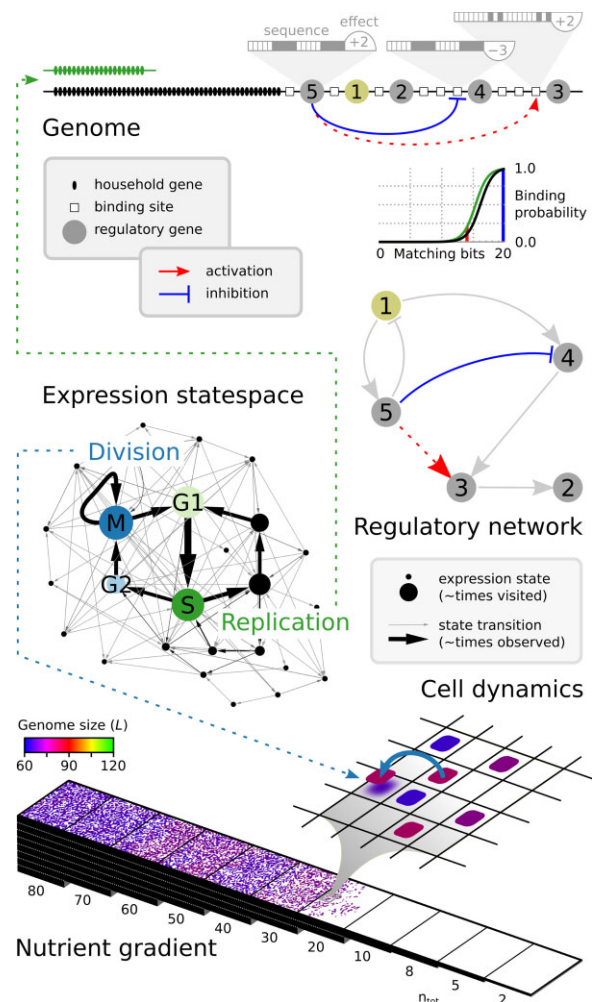 sequence
effect
+2
-3
+2
5
1
2
4
3
Genome
household gene
binding site
regulatory gene
activation
inhibition
1.0
Binding
probability
0.0
0
Matching bits
20
1
4
5
3
2
Regulatory network
Expression statespace
Division
G1
M
G2
S
Replication
expression state
(~times visited)
state transition
(~times observed)
Cell dynamics
Genome size (L)
60
90
120
80
70
60
50
40
30
20
10
8
5
2
n_tot
Nutrient gradient